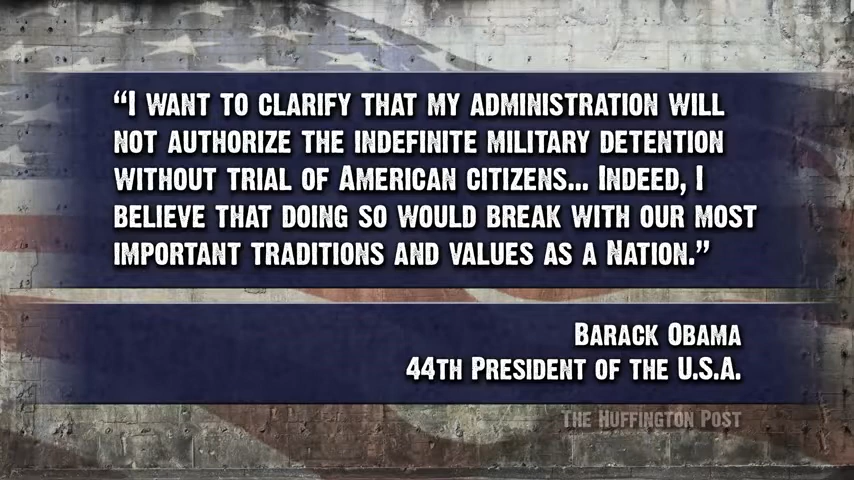 “I want to clarify that my administration will
not authorize the indefinite military detention
without trial of American citizens... Indeed, I
believe that doing so would break with our most
important traditions and values as a Nation.”
Barack Obama
44th President of the U.S.A.
The Huffington Post